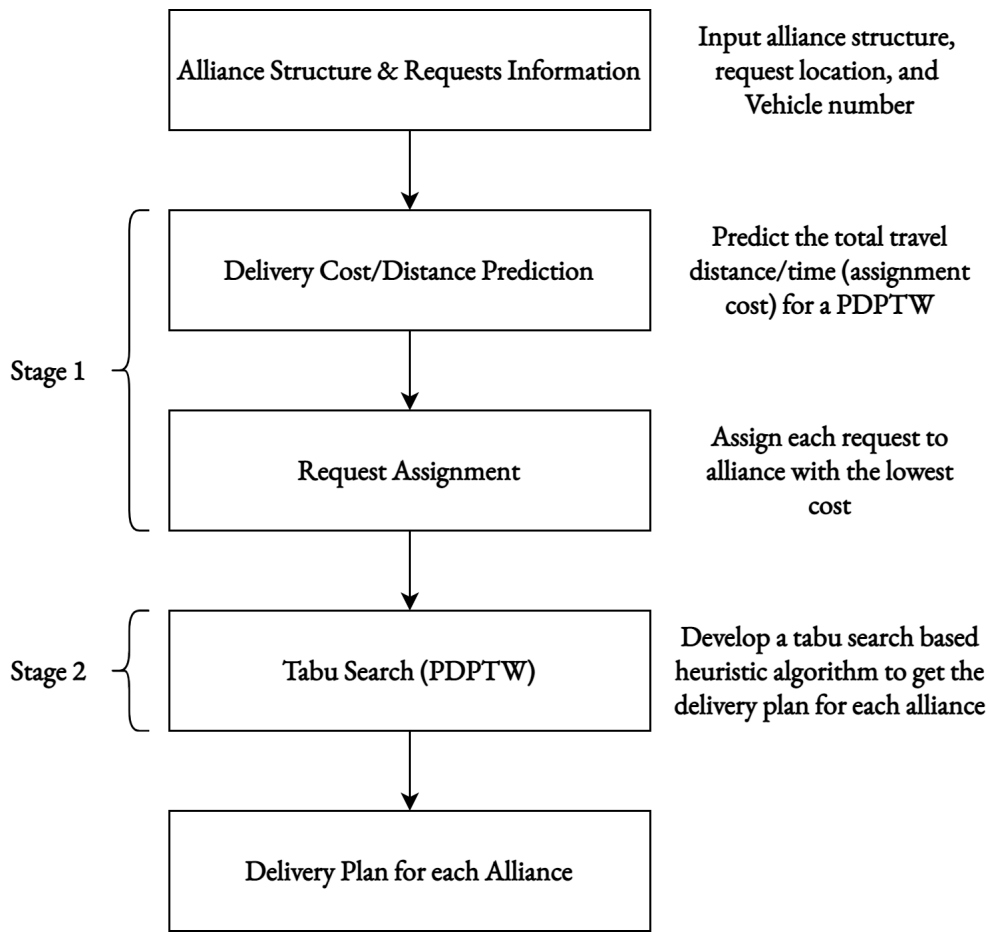 Alliance Structure & Requests Information
Input alliance structure,
request location, and
Vehicle number
Stage 1
Delivery Cost/Distance Prediction
Predict the total travel
distance/time (assignment
cost) for a PDPTW
Request Assignment
Assign each request to
alliance with the lowest
cost
Stage 2
Tabu Search (PDPTW)
Develop a tabu search based
heuristic algorithm to get the
delivery plan for each alliance
Delivery Plan for each Alliance